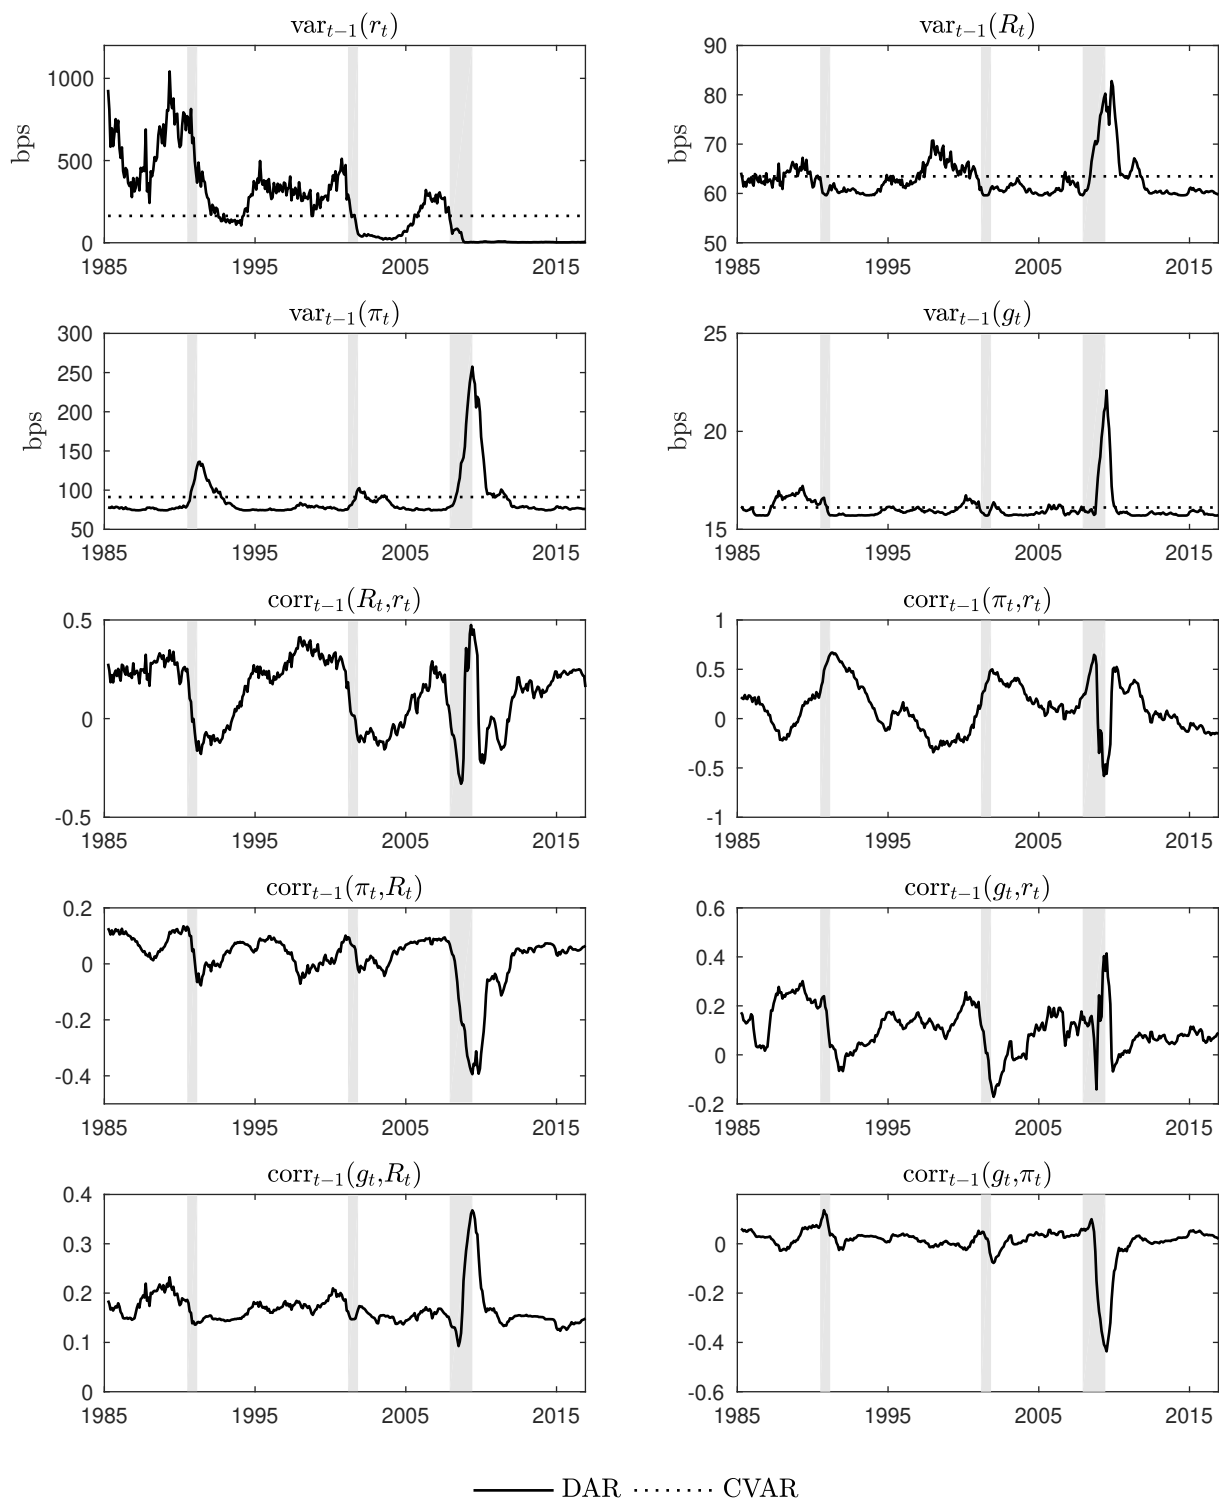 var_{t−1}(r_t)
var_{t−1}(R_t)
bps
1000
500
0
1985 1995 2005 2015
bps
90
80
70
60
50
1985 1995 2005 2015
var_{t−1}(π_t)
var_{t−1}(g_t)
bps
300
250
200
150
100
50
1985 1995 2005 2015
bps
25
20
15
1985 1995 2005 2015
corr_{t−1}(R_t,r_t)
corr_{t−1}(π_t,r_t)
0.5
0
-0.5
1985 1995 2005 2015
1
0.5
0
-0.5
-1
1985 1995 2005 2015
corr_{t−1}(π_t,R_t)
corr_{t−1}(g_t,r_t)
0.2
0
-0.2
-0.4
1985 1995 2005 2015
0.6
0.4
0.2
0
-0.2
1985 1995 2005 2015
corr_{t−1}(g_t,R_t)
corr_{t−1}(g_t,π_t)
0.4
0.3
0.2
0.1
0
1985 1995 2005 2015
0
-0.2
-0.4
-0.6
1985 1995 2005 2015
DAR CVAR